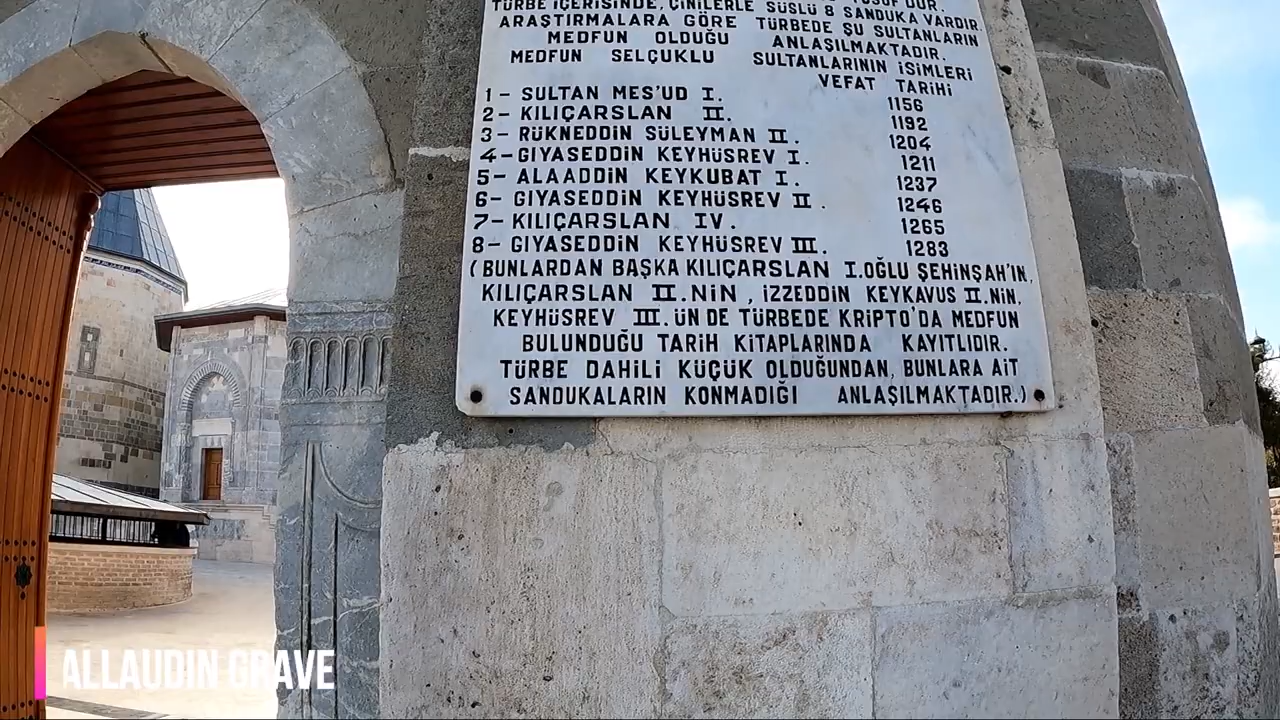 TÜRBE İÇERİSİNDE, ÇİNİLERLE SÜSLÜ 8 SANDUKA VARDIR.
ARAŞTIRMALARA GÖRE TÜRBEDE ŞU SULTANLARIN
MEDFUN OLDUĞU ANLAŞILMAKTADIR.
MEDFUN SELÇUKLU SULTANLARININ İSİMLERİ
VEFAT TARİHİ
1- SULTAN MES'UD I. 1156
2- KILIÇARSLAN II. 1192
3- RÜKNEDDİN SÜLEYMAN II. 1204
4- GIYASEDDİN KEYHÜSREV I. 1211
5- ALAADDİN KEYKUBAT I. 1237
6- GIYASEDDİN KEYHÜSREV II. 1246
7- KILIÇARSLAN IV. 1265
8- GIYASEDDİN KEYHÜSREV III. 1283
(BUNLARDAN BAŞKA KILIÇARSLAN I.OĞLU ŞEHİNŞAH'IN,
KILIÇARSLAN II.NİN, İZZEDDİN KEYKAVUS II.NİN,
KEYHÜSREV III.ÜN DE TÜRBEDE KRİPTO'DA MEDFUN
BULUNDUĞU TARİH KİTAPLARINDA KAYITLIDIR.
TÜRBE DAHİLİ KÜÇÜK OLDUĞUNDAN, BUNLARA AİT
SANDUKALARIN KONMADIĞI ANLAŞILMAKTADIR.)
ALLAUDIN GRAVE